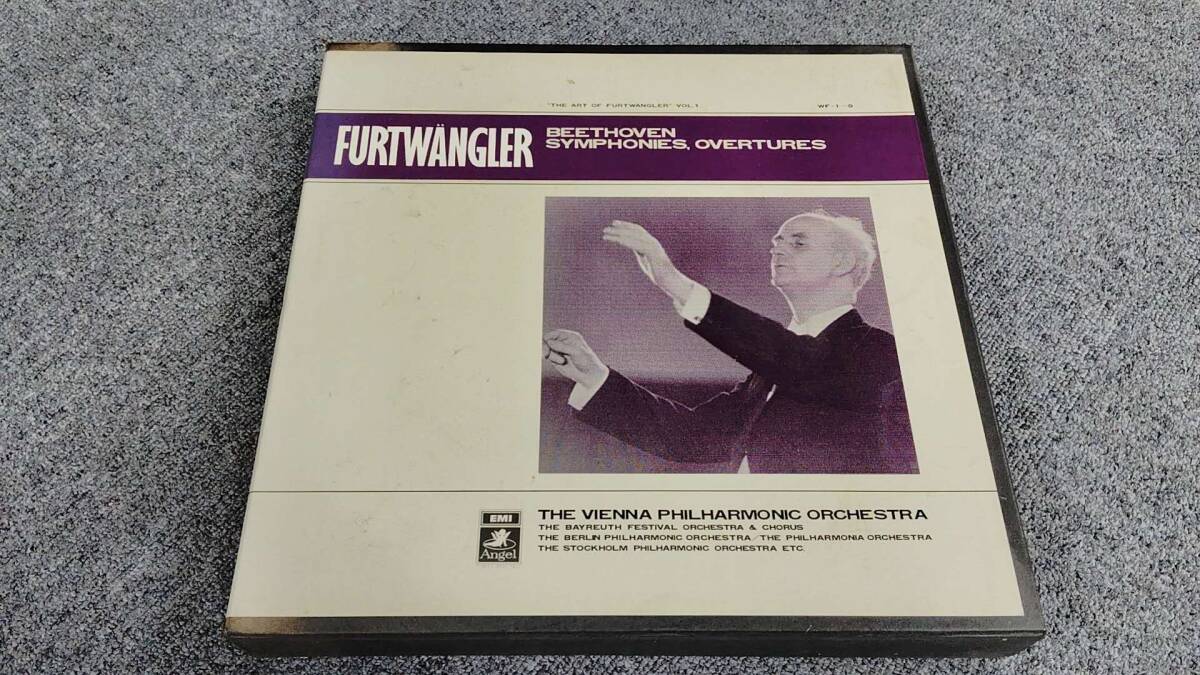 "THE ART OF FURTWÄNGLER" VOL.1 WF-1-9
FURTWÄNGLER
BEETHOVEN
SYMPHONIES, OVERTURES
EMI
Angel
THE VIENNA PHILHARMONIC ORCHESTRA
THE BAYREUTH FESTIVAL ORCHESTRA & CHORUS
THE BERLIN PHILHARMONIC ORCHESTRA/THE PHILHARMONIA ORCHESTRA
THE STOCKHOLM PHILHARMONIC ORCHESTRA ETC.